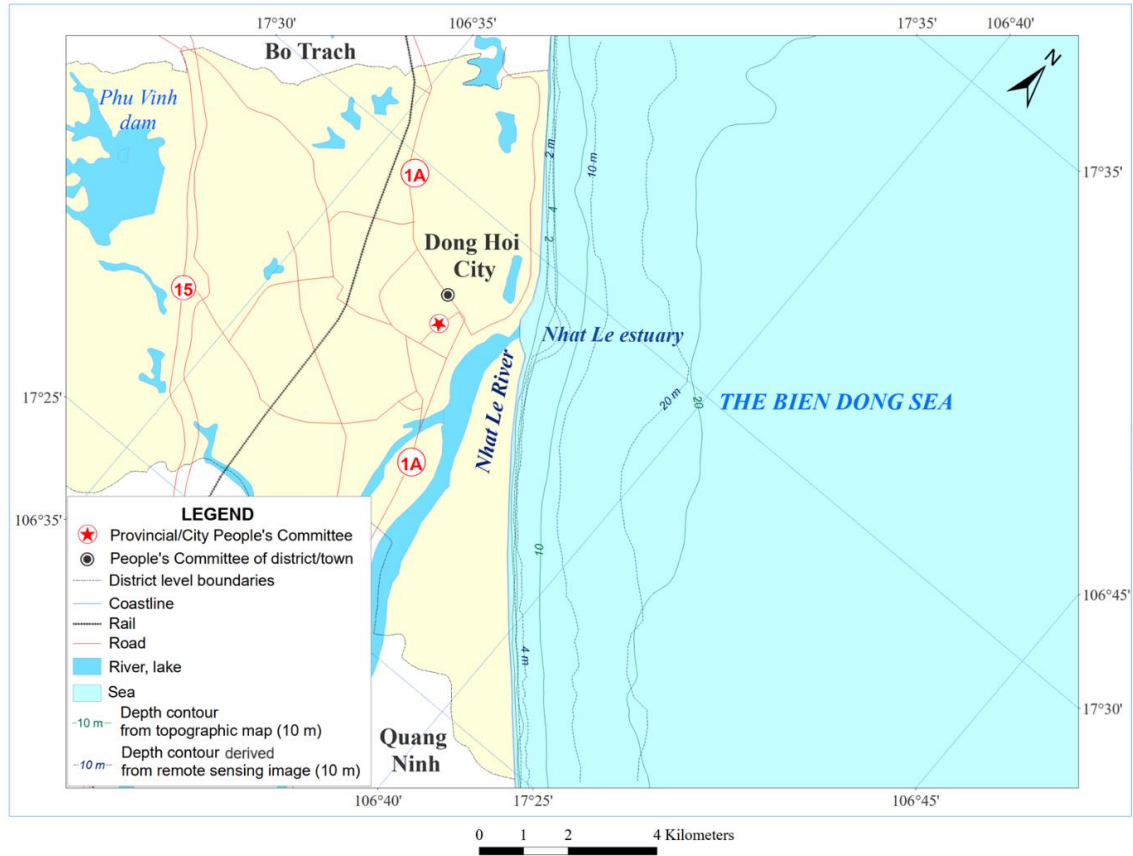 17°30'
106°35'
17°35'
106°40'
Bo Trach
N
Phu Vinh
dam
2 m
10 m
17°35'
1A
4
Dong Hoi
City
2
15
Nhat Le estuary
Nhat Le River
20 m
20
THE BIEN DONG SEA
17°25'
1A
106°35'
10
106°45'
4 m
17°30'
Quang
Ninh
LEGEND
Provincial/City People's Committee
People's Committee of district/town
District level boundaries
Coastline
Rail
Road
River, lake
Sea
10 m
Depth contour
from topographic map (10 m)
10 m
Depth contour derived
from remote sensing image (10 m)
106°40'
17°25'
106°45'
0 1 2 4 Kilometers